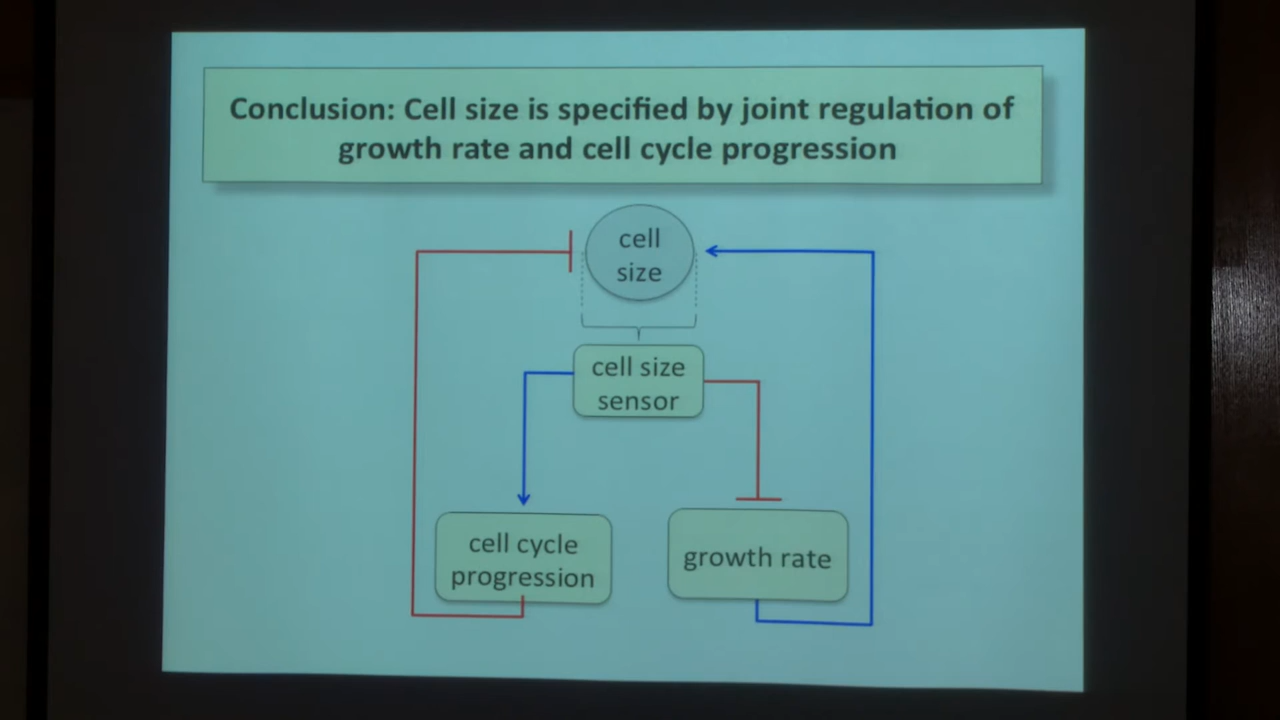 Conclusion: Cell size is specified by joint regulation of
growth rate and cell cycle progression
cell
size
cell size
sensor
cell cycle
progression
growth rate